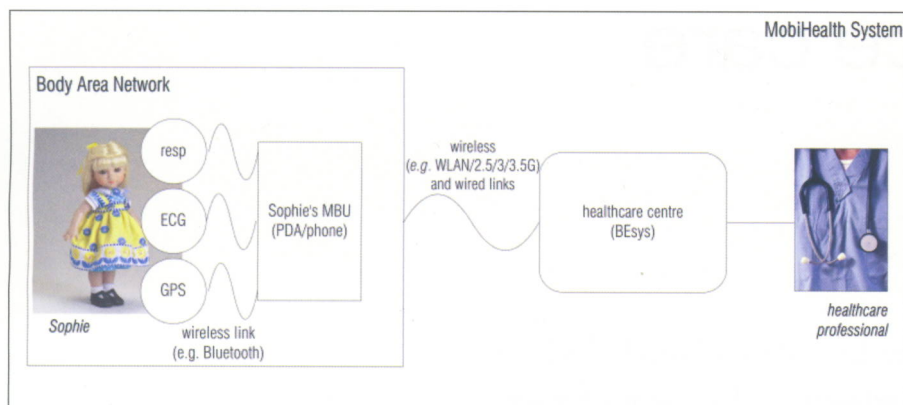 MobiHealth System
Body Area Network
resp
ECG
GPS
Sophie
wireless link
(e.g. Bluetooth)
Sophie's MBU
(PDA/phone)
wireless
(e.g. WLAN/2.5/3/3.5G)
and wired links
healthcare centre
(BEsys)
healthcare
professional